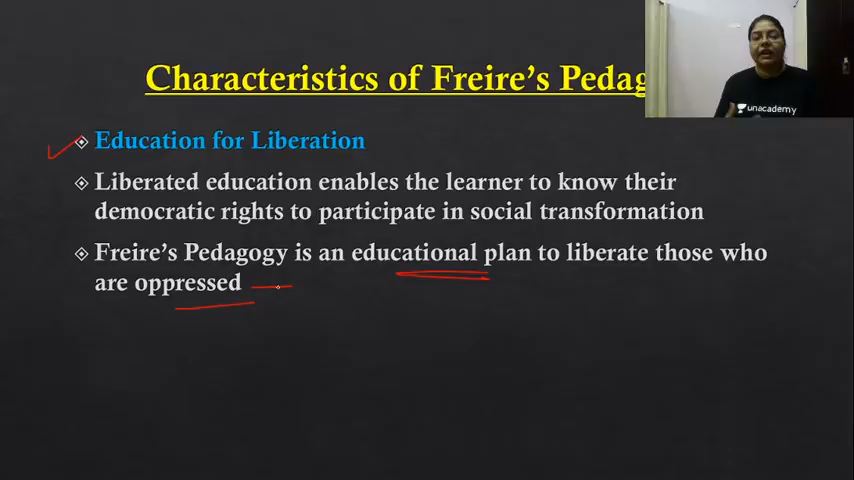 Characteristics of Freire's Pedag
unacademy
Education for Liberation
Liberated education enables the learner to know their
democratic rights to participate in social transformation
Freire's Pedagogy is an educational plan to liberate those who
are oppressed